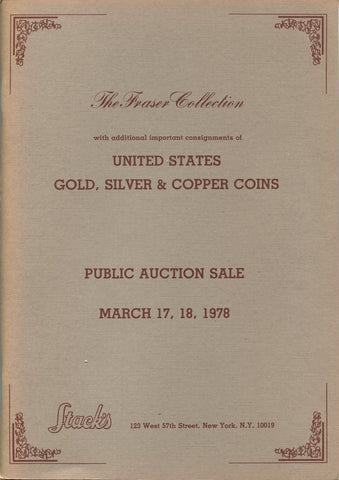 The Fraser Collection
with additional important consignments of
UNITED STATES
GOLD, SILVER & COPPER COINS
PUBLIC AUCTION SALE
MARCH 17, 18, 1978
Stack's
123 West 57th Street, New York, N.Y. 10019